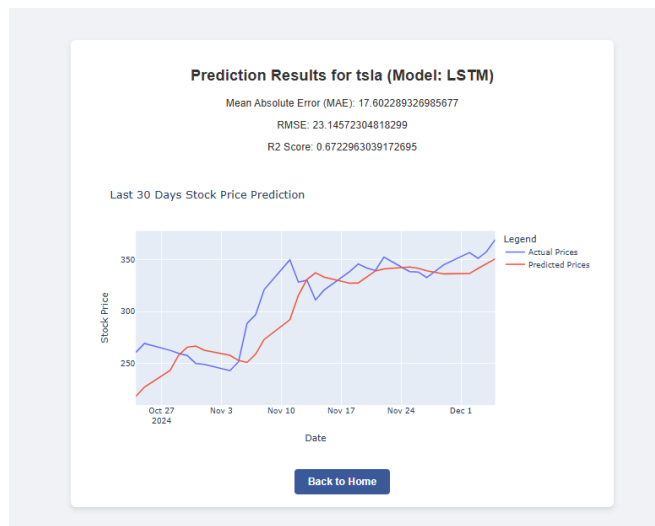 Prediction Results for tsla (Model: LSTM)
Mean Absolute Error (MAE): 17.602289326985677
RMSE: 23.14572304818299
R2 Score: 0.6722963039172695
Last 30 Days Stock Price Prediction
Legend
Actual Prices
Predicted Prices
350
300
250
Stock Price
Oct 27 Nov 3 Nov 10 Nov 17 Nov 24 Dec 1
2024
Date
Back to Home